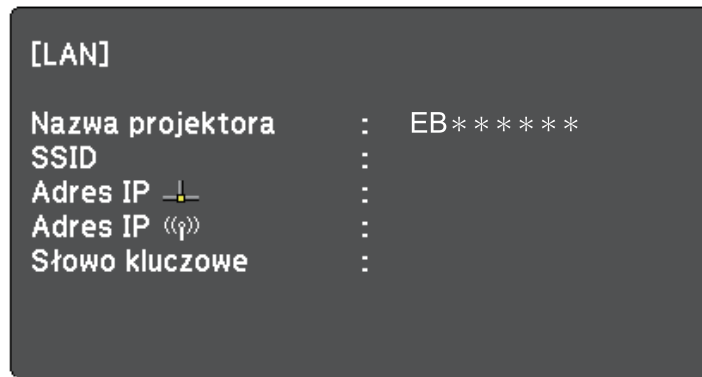 [LAN]
Nazwa projektora : EB******
SSID :
Adres IP :
Adres IP :
Słowo kluczowe :